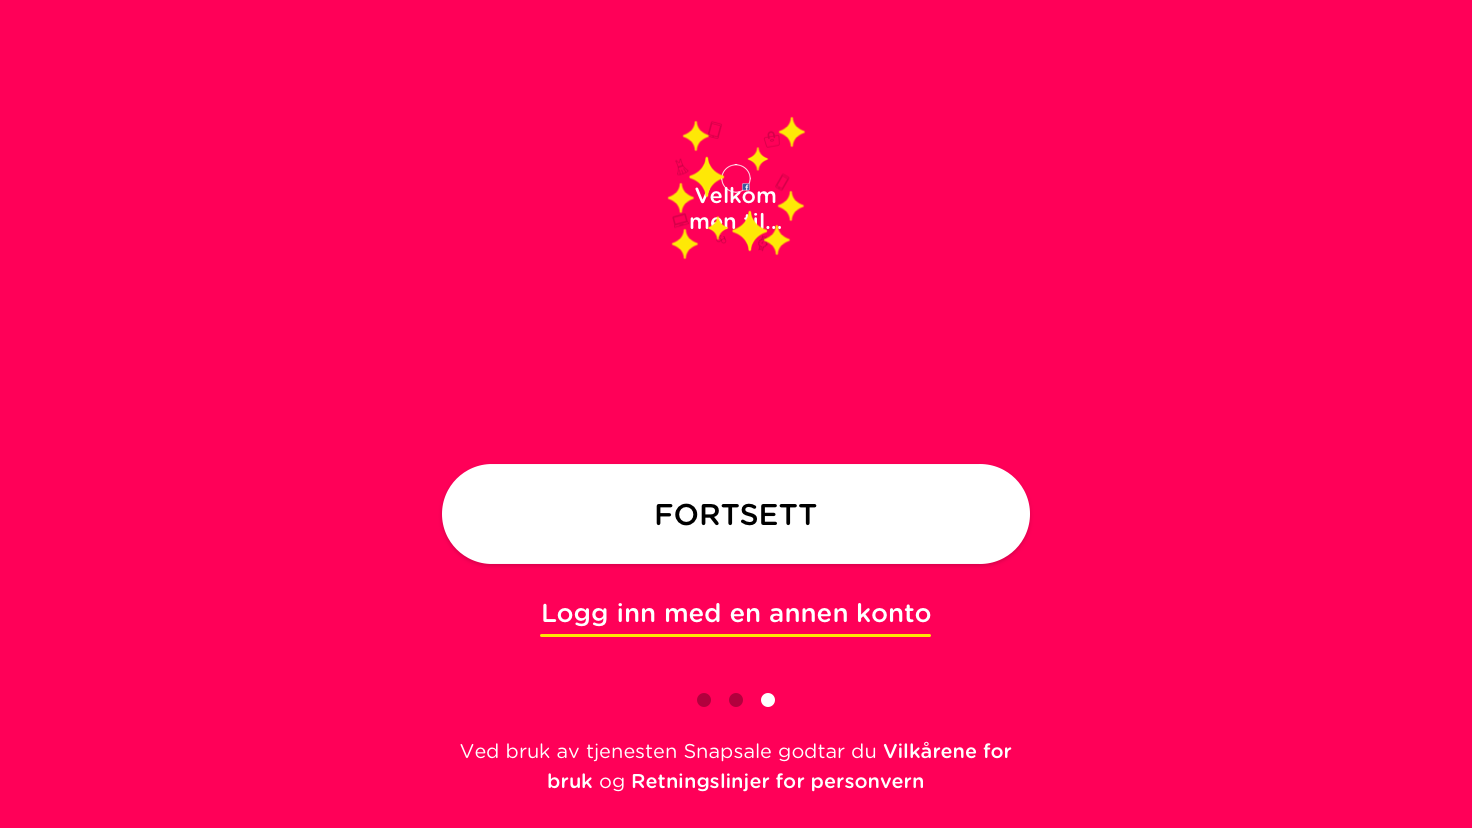 Velkom
men til...
FORTSETT
Logg inn med en annen konto
Ved bruk av tjenesten Snapsale godtar du Vilkårene for
bruk og Retningslinjer for personvern